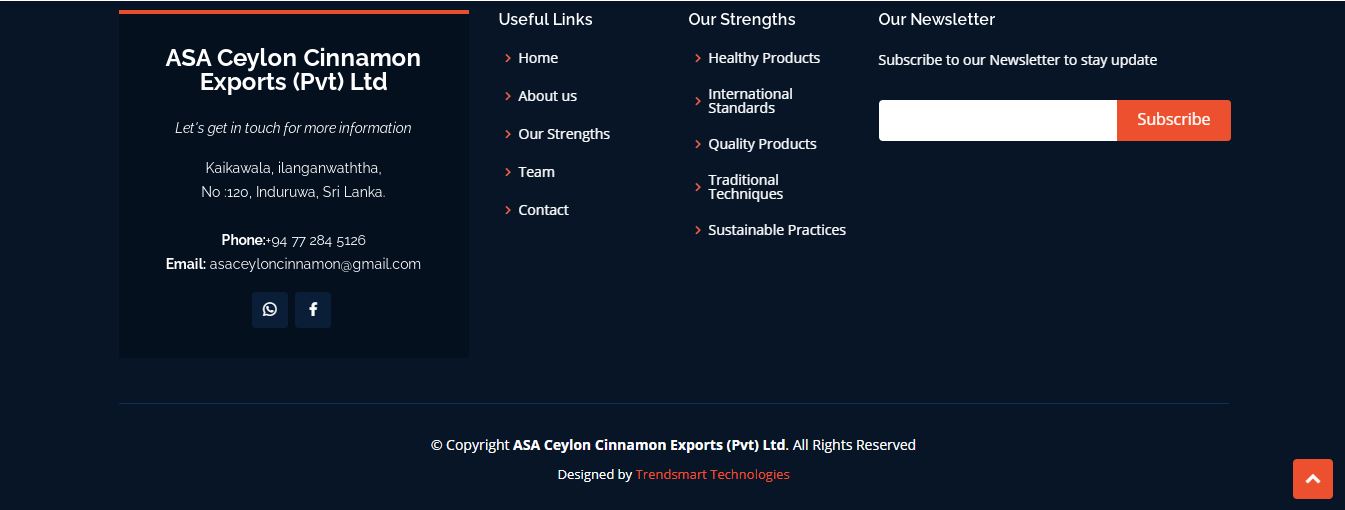 ASA Ceylon Cinnamon
Exports (Pvt) Ltd
Let's get in touch for more information
Kaikawala, ilanganwaththa,
No :120, Induruwa, Sri Lanka.
Phone:+94 77 284 5126
Email: asaceyloncinnamon@gmail.com
Useful Links
Home
About us
Our Strengths
Team
Contact
Our Strengths
Healthy Products
International
Standards
Quality Products
Traditional
Techniques
Sustainable Practices
Our Newsletter
Subscribe to our Newsletter to stay update
Subscribe
© Copyright ASA Ceylon Cinnamon Exports (Pvt) Ltd. All Rights Reserved
Designed by Trendsmart Technologies